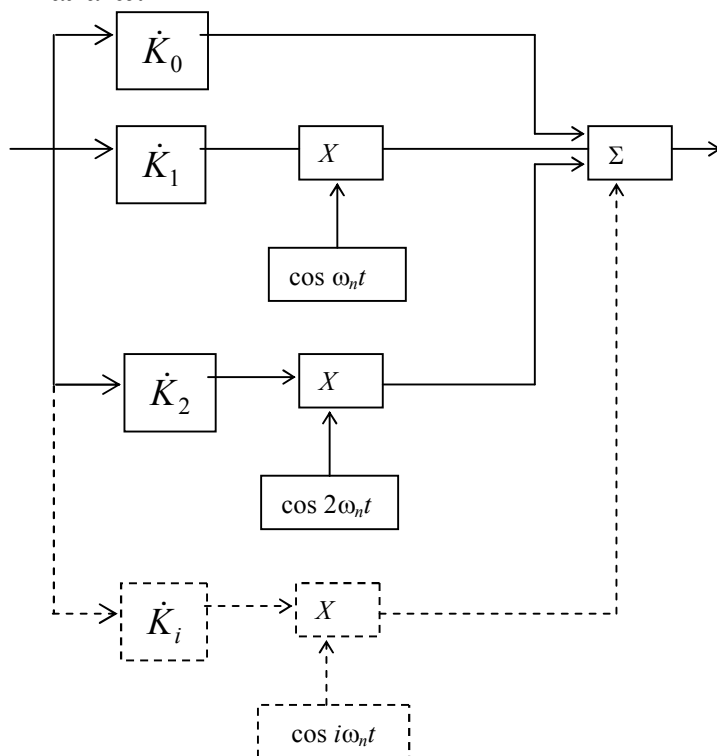 K̇₀
K̇₁ X Σ
cos ωₙt
K̇₂ X
cos 2ωₙt
K̇ᵢ X
cos iωₙt